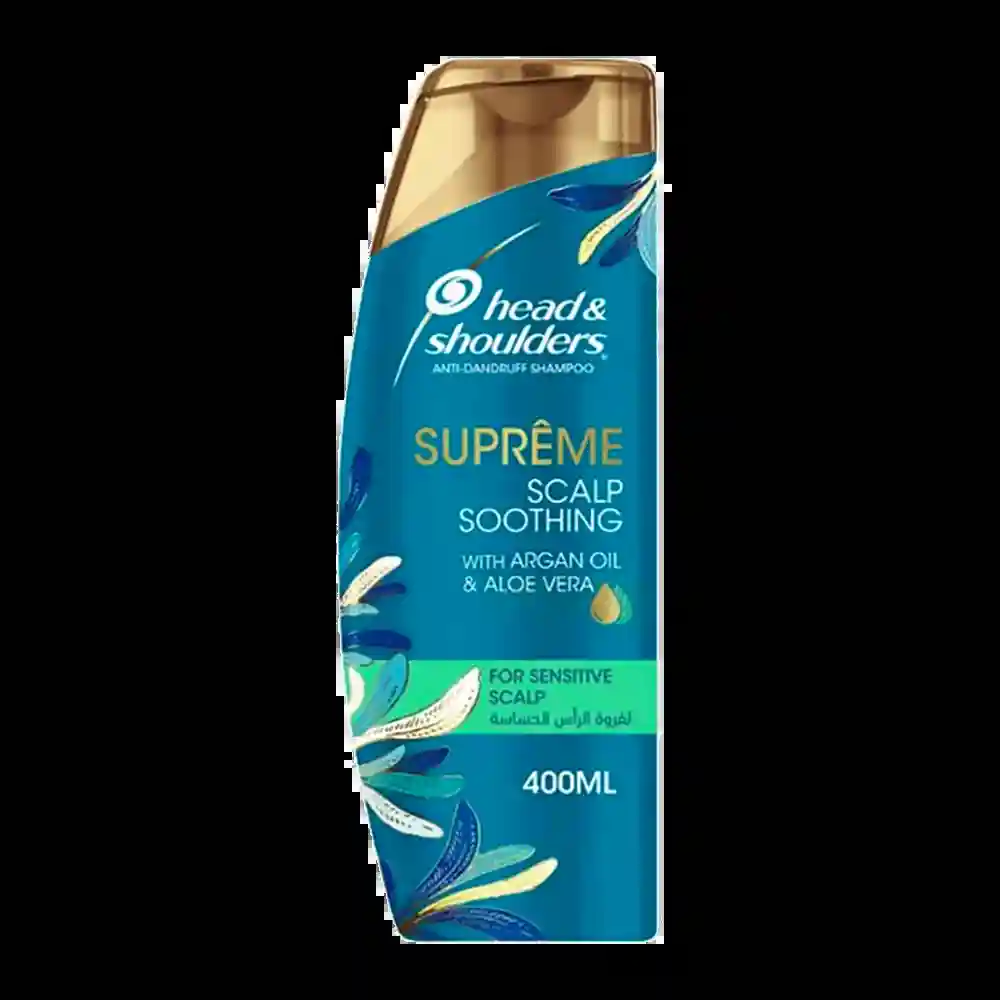 head &
shoulders
ANTI-DANDRUFF SHAMPOO
SUPRÊME
SCALP
SOOTHING
WITH ARGAN OIL
& ALOE VERA
FOR SENSITIVE
SCALP
لفروة الرأس الحساسة
400ML